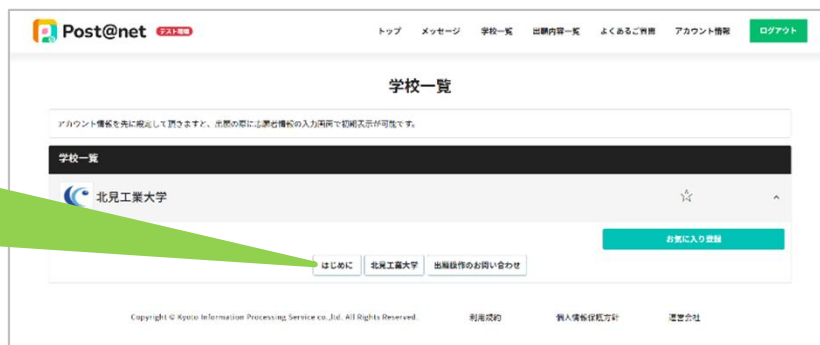 Post@net テスト環境
トップ メッセージ 学校一覧 出願内容一覧 よくあるご質問 アカウント情報 ログアウト
学校一覧
アカウント情報を先に設定して頂きますと、出願の際に志願者情報の入力画面で初期表示が可能です。
学校一覧
北見工業大学
お気に入り登録
はじめに 北見工業大学 出願操作のお問い合わせ
Copyright © Kyoto Information Processing Service co.,ltd. All Rights Reserved. 利用規約 個人情報保護方針 運営会社